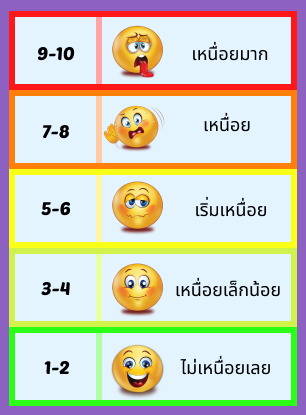 9-10 เหนื่อยมาก
7-8 เหนื่อย
5-6 เริ่มเหนื่อย
3-4 เหนื่อยเล็กน้อย
1-2 ไม่เหนื่อยเลย